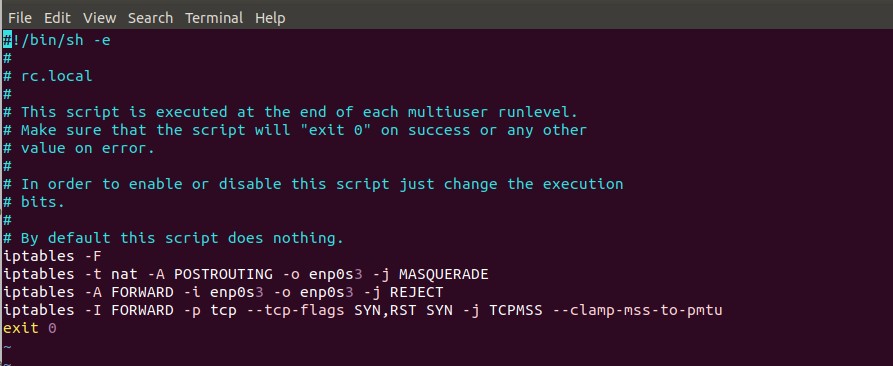 File Edit View Search Terminal Help
#!/bin/sh -e
#
# rc.local
#
# This script is executed at the end of each multiuser runlevel.
# Make sure that the script will "exit 0" on success or any other
# value on error.
#
# In order to enable or disable this script just change the execution
# bits.
#
# By default this script does nothing.
iptables -F
iptables -t nat -A POSTROUTING -o enp0s3 -j MASQUERADE
iptables -A FORWARD -i enp0s3 -o enp0s3 -j REJECT
iptables -I FORWARD -p tcp --tcp-flags SYN,RST SYN -j TCPMSS --clamp-mss-to-pmtu
exit 0
~
~